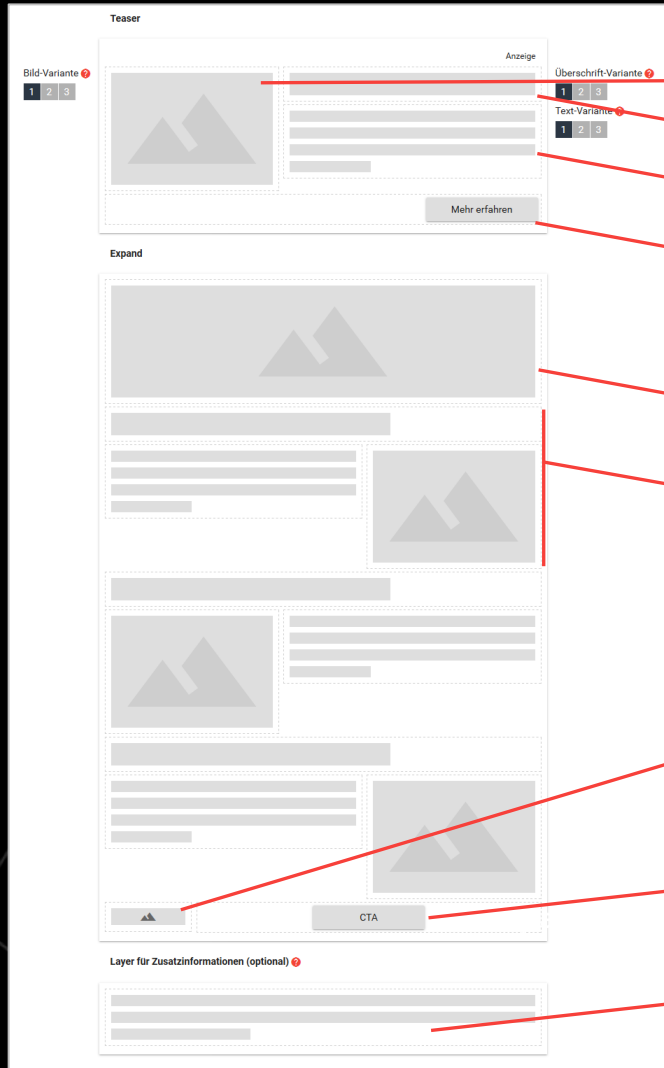 Teaser
Anzeige
Bild-Variante ?
1 2 3
Überschrift-Variante ?
1 2 3
Text-Variante ?
1 2 3
Mehr erfahren
Expand
CTA
Layer für Zusatzinformationen (optional) ?